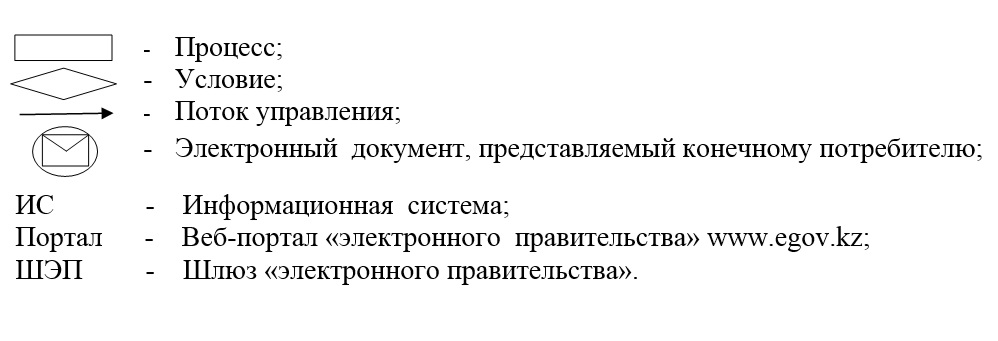 - Процесс;
- Условие;
- Поток управления;
- Электронный документ, представляемый конечному потребителю;
ИС - Информационная система;
Портал - Веб-портал «электронного правительства» www.egov.kz;
ШЭП - Шлюз «электронного правительства».